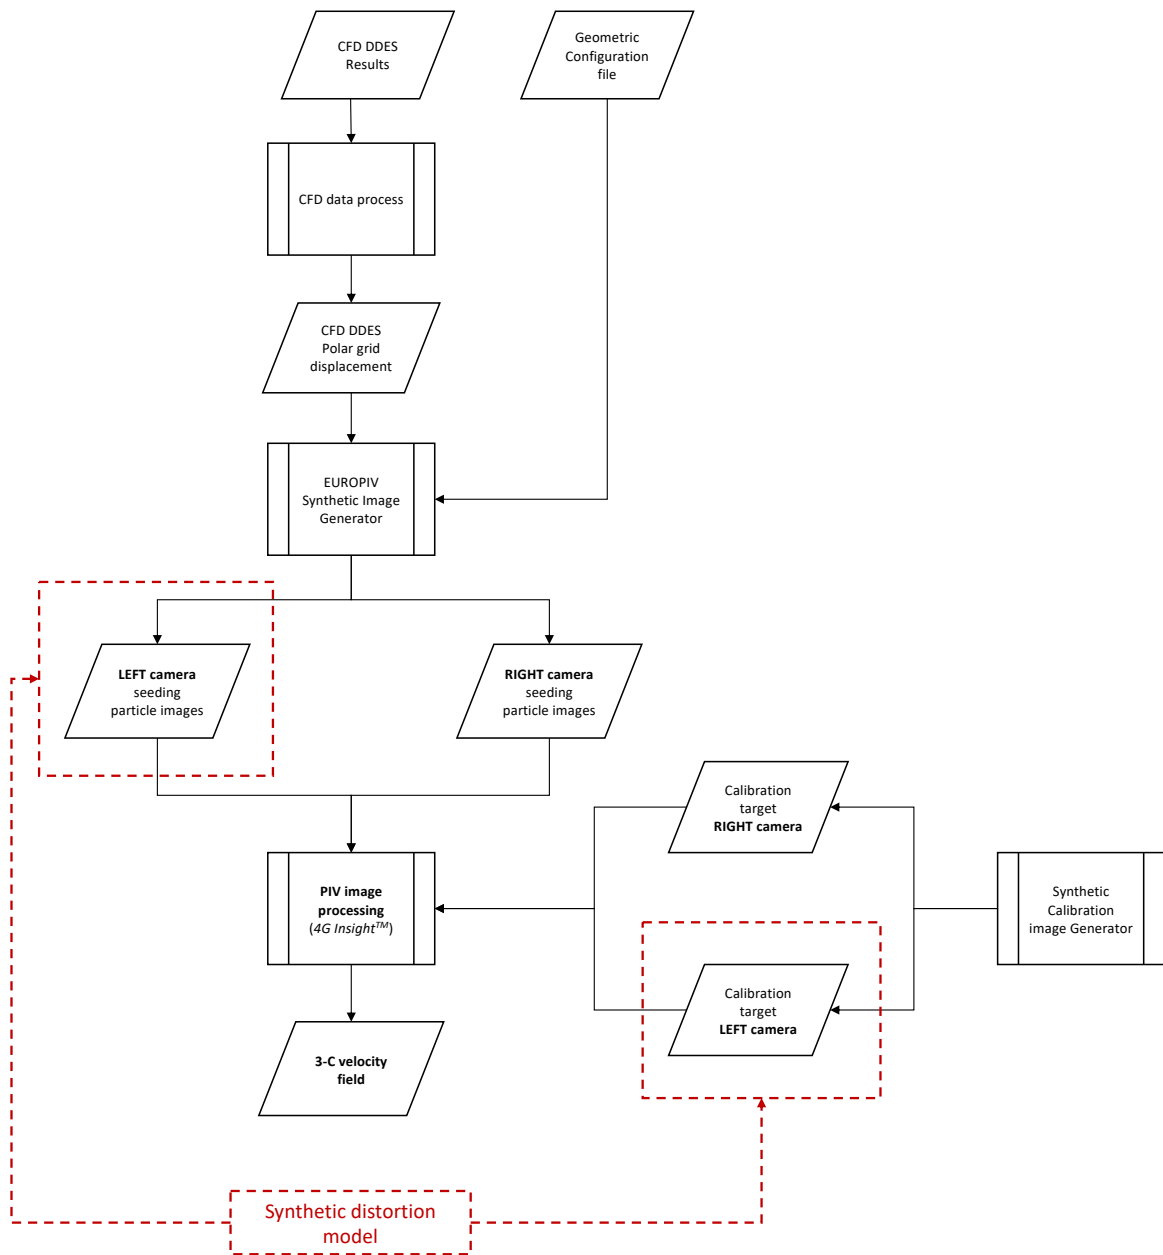 CFD DDES
Results
Geometric
Configuration
file
CFD data process
CFD DDES
Polar grid
displacement
EUROPIV
Synthetic Image
Generator
LEFT camera
seeding
particle images
RIGHT camera
seeding
particle images
Calibration
target
RIGHT camera
PIV image
processing
(4G Insight™)
Synthetic
Calibration
image Generator
Calibration
target
LEFT camera
3-C velocity
field
Synthetic distortion
model